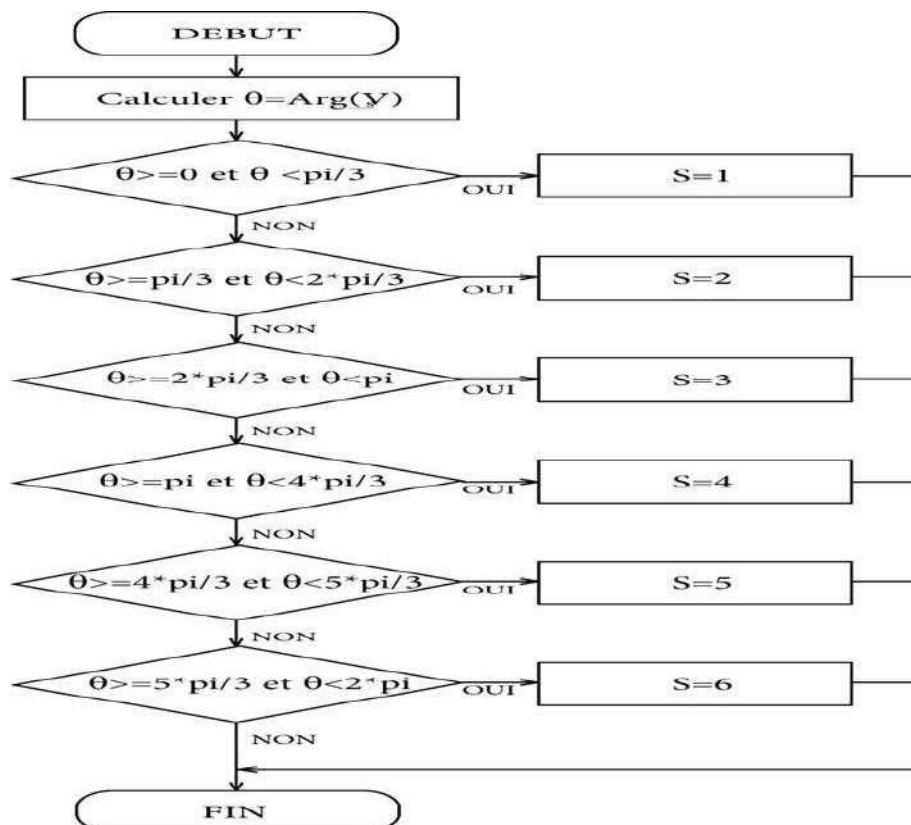 DEBUT
Calculer θ=Arg(Vs)
θ>=0 et θ <pi/3
OUI
S=1
NON
θ>=pi/3 et θ<2*pi/3
OUI
S=2
NON
θ>=2*pi/3 et θ<pi
OUI
S=3
NON
θ>=pi et θ<4*pi/3
OUI
S=4
NON
θ>=4*pi/3 et θ<5*pi/3
OUI
S=5
NON
θ>=5*pi/3 et θ<2*pi
OUI
S=6
NON
FIN